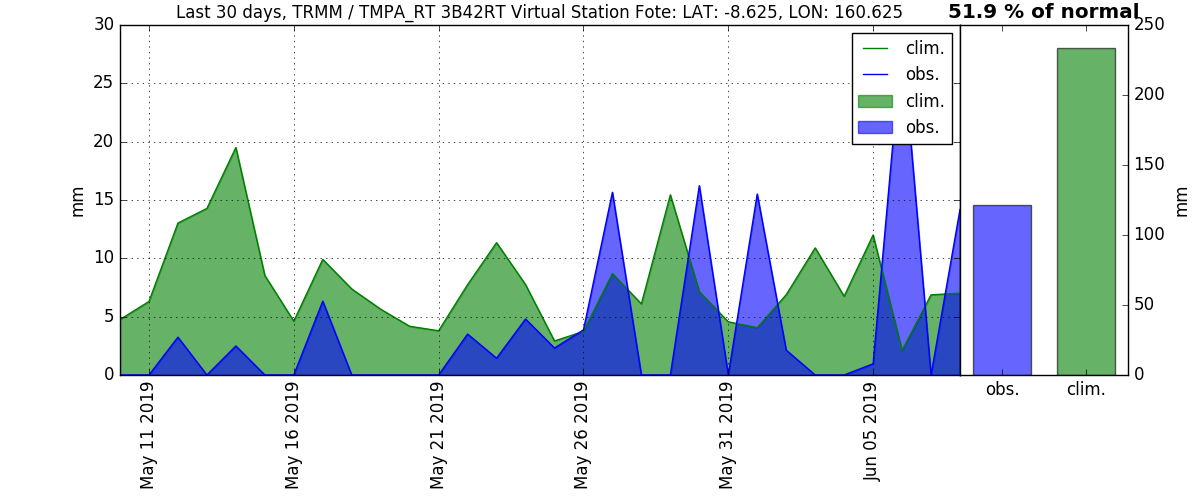 Last 30 days, TRMM / TMPA_RT 3B42RT Virtual Station Fote: LAT: -8.625, LON: 160.625
51.9 % of normal
30
25
20
15
10
5
0
mm
clim.
obs.
clim.
obs.
250
200
150
100
50
0
mm
May 11 2019
May 16 2019
May 21 2019
May 26 2019
May 31 2019
Jun 05 2019
obs.
clim.